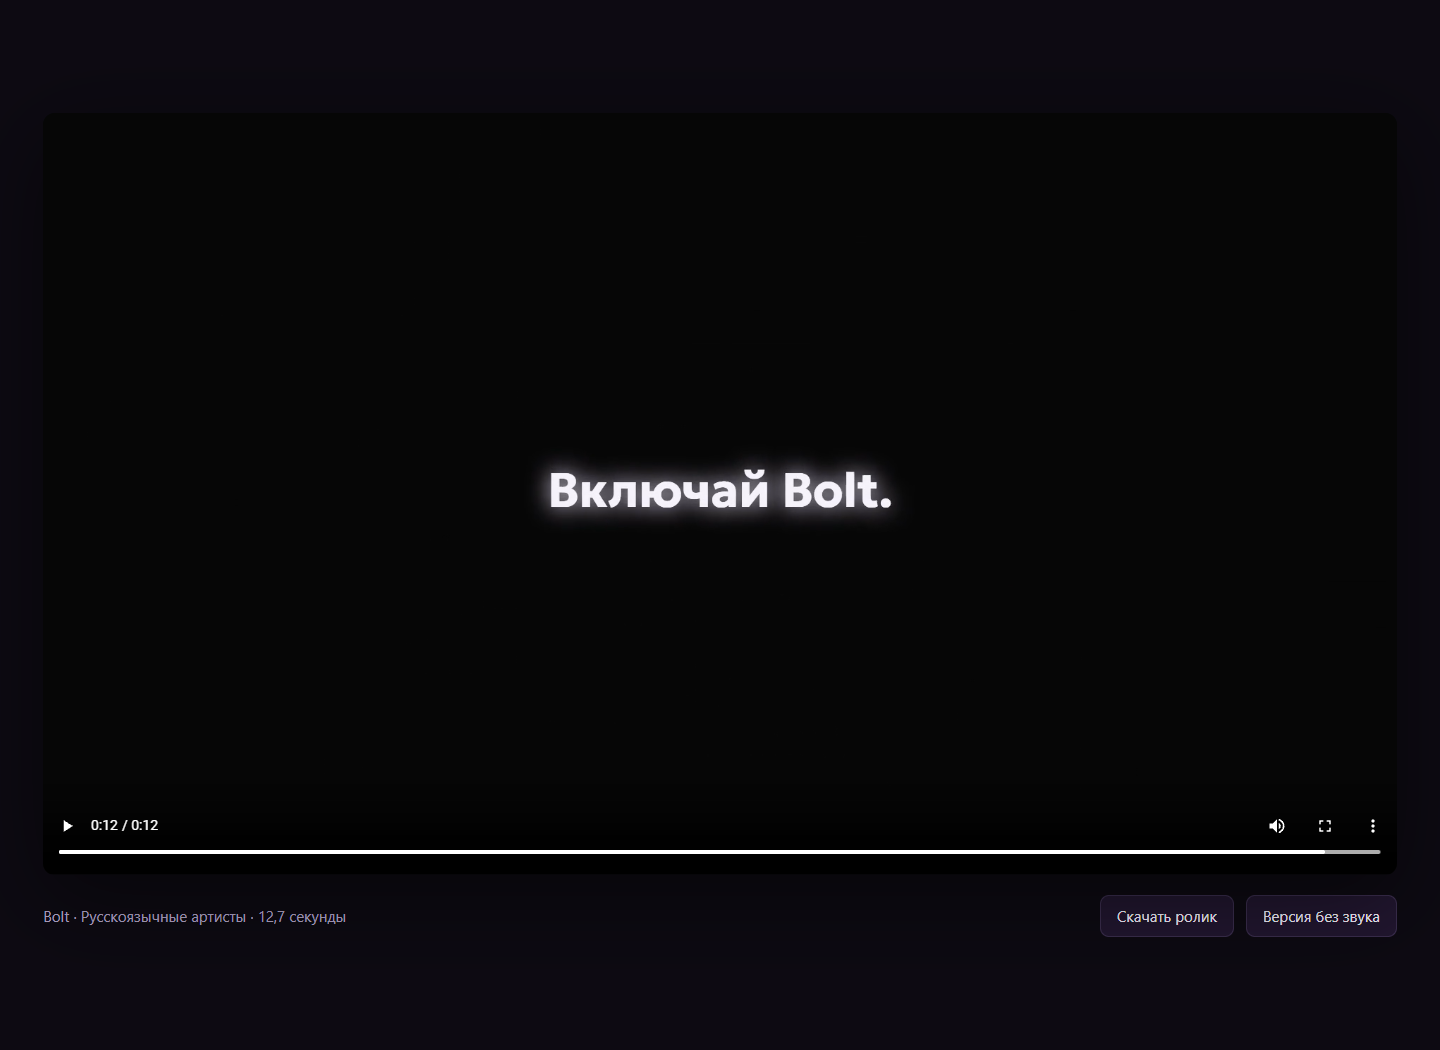 Включай Bolt.
0:12 / 0:12
Bolt · Русскоязычные артисты · 12,7 секунды
Скачать ролик
Версия без звука